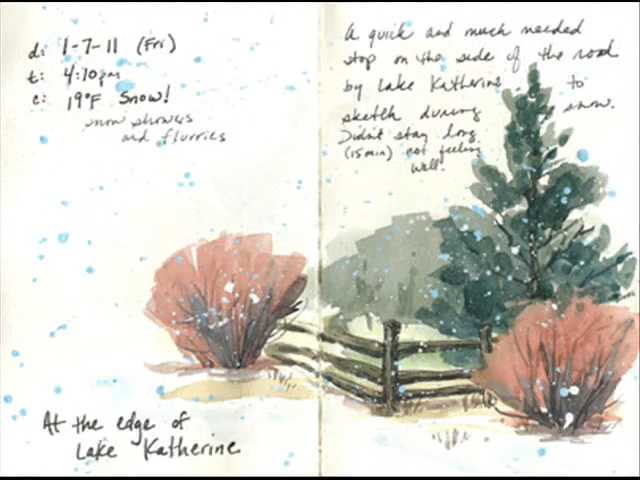 d: 1-7-11 (Fri)
t: 4:10pm
c: 19°F Snow!
snow showers
and flurries
A quick and much needed
stop on the side of the road
by Lake Katherine to
sketch during snow.
Didn't stay long
(15 min) not feeling
well.
At the edge of
Lake Katherine